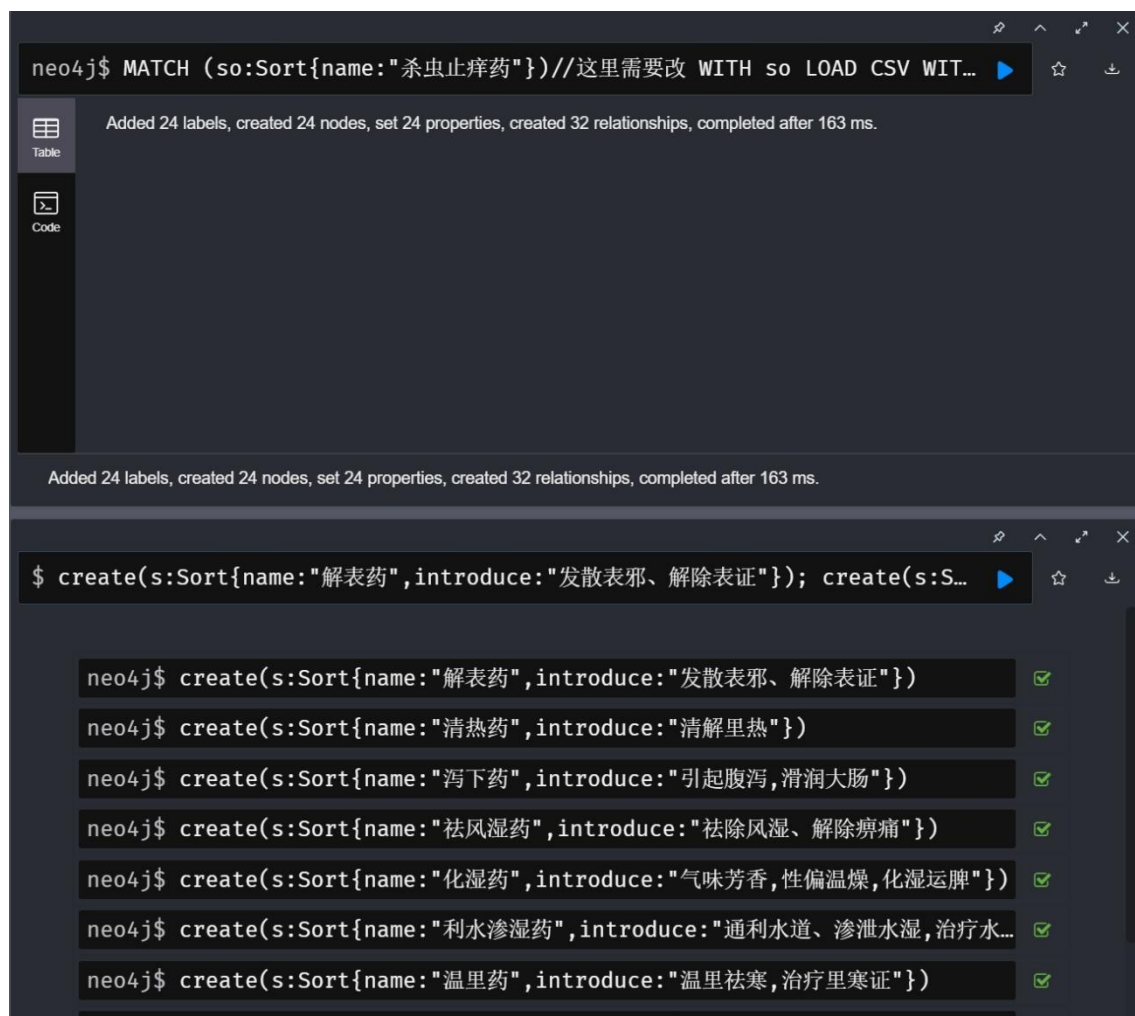 neo4j$ MATCH (so:Sort{name:"杀虫止痒药"})//这里需要改 WITH so LOAD CSV WIT…
Table
Added 24 labels, created 24 nodes, set 24 properties, created 32 relationships, completed after 163 ms.
Code
Added 24 labels, created 24 nodes, set 24 properties, created 32 relationships, completed after 163 ms.
$ create(s:Sort{name:"解表药",introduce:"发散表邪、解除表证"}); create(s:S…
neo4j$ create(s:Sort{name:"解表药",introduce:"发散表邪、解除表证"})
neo4j$ create(s:Sort{name:"清热药",introduce:"清解里热"})
neo4j$ create(s:Sort{name:"泻下药",introduce:"引起腹泻,滑润大肠"})
neo4j$ create(s:Sort{name:"祛风湿药",introduce:"祛除风湿、解除痹痛"})
neo4j$ create(s:Sort{name:"化湿药",introduce:"气味芳香,性偏温燥,化湿运脾"})
neo4j$ create(s:Sort{name:"利水渗湿药",introduce:"通利水道、渗泄水湿,治疗水…
neo4j$ create(s:Sort{name:"温里药",introduce:"温里祛寒,治疗里寒证"})